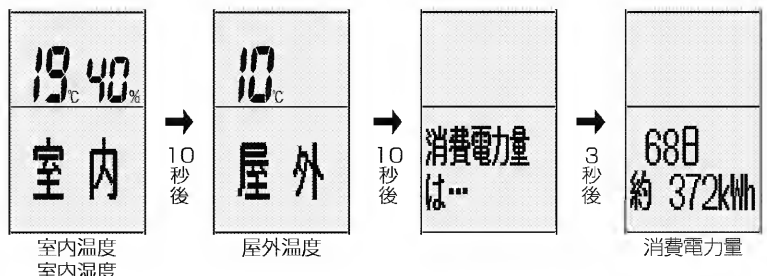 19℃ 40%
室内
室内温度
室内湿度
➡
10秒後
10℃
屋外
屋外温度
➡
10秒後
消費電力量
は…
➡
3秒後
68日
約 372kWh
消費電力量